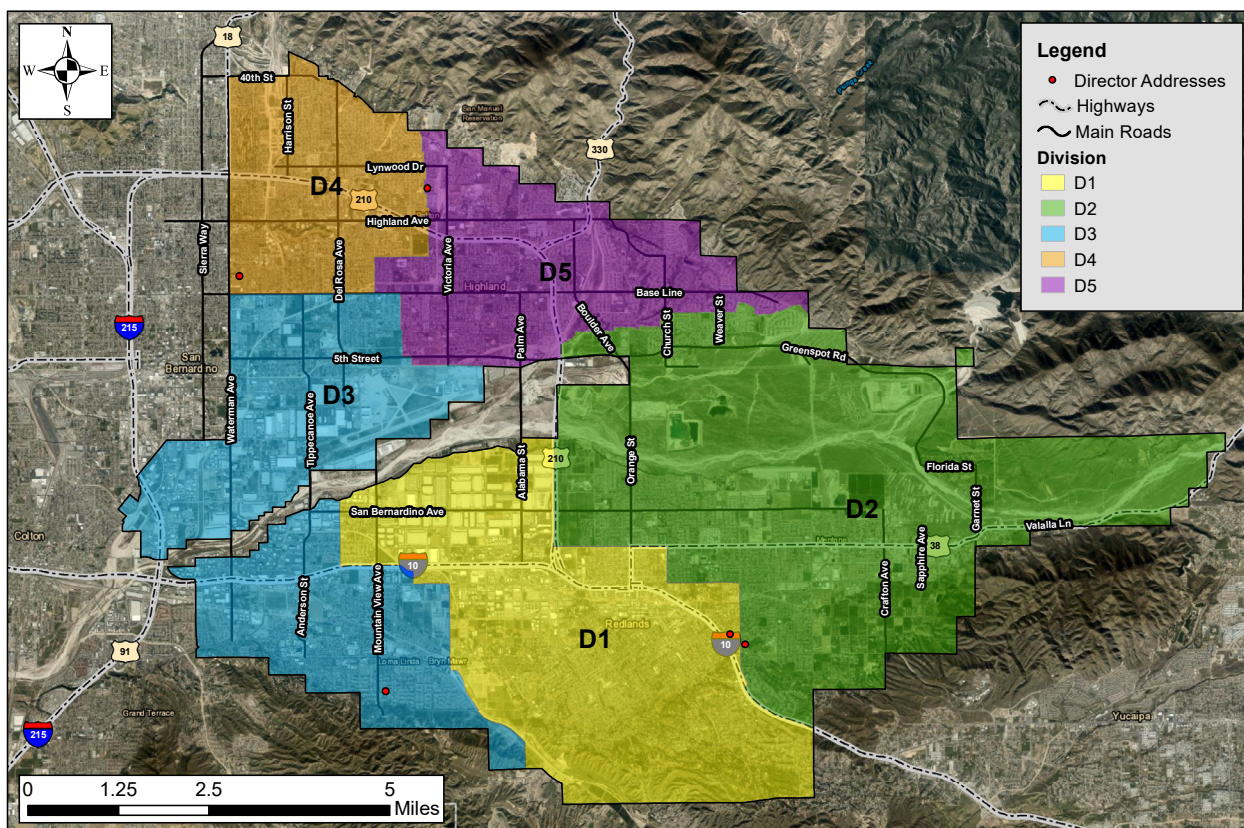 N
W
E
S
18
40th St
Harrison St
San Manuel
Reservation
330
Lynwood Dr
D4
210
Highland Ave
Sierra Way
Del Rosa Ave
Victoria Ave
D5
Highland
Base Line
215
Boulder Ave
Church St
Weaver St
Palm Ave
Greenspot Rd
San
Bernardino
5th Street
D3
Waterman Ave
Tippecanoe Ave
Alabama St
210
Orange St
Florida St
Garnet St
San Bernardino Ave
D2
Valalla Ln
Colton
Mentone
38
Sapphire Ave
Crafton Ave
10
Anderson St
Mountain View Ave
D1
Redlands
10
91
Loma Linda
Bryn Mawr
Grand Terrace
Yucaipa
215
0
1.25
2.5
5
Miles
Legend
Director Addresses
Highways
Main Roads
Division
D1
D2
D3
D4
D5